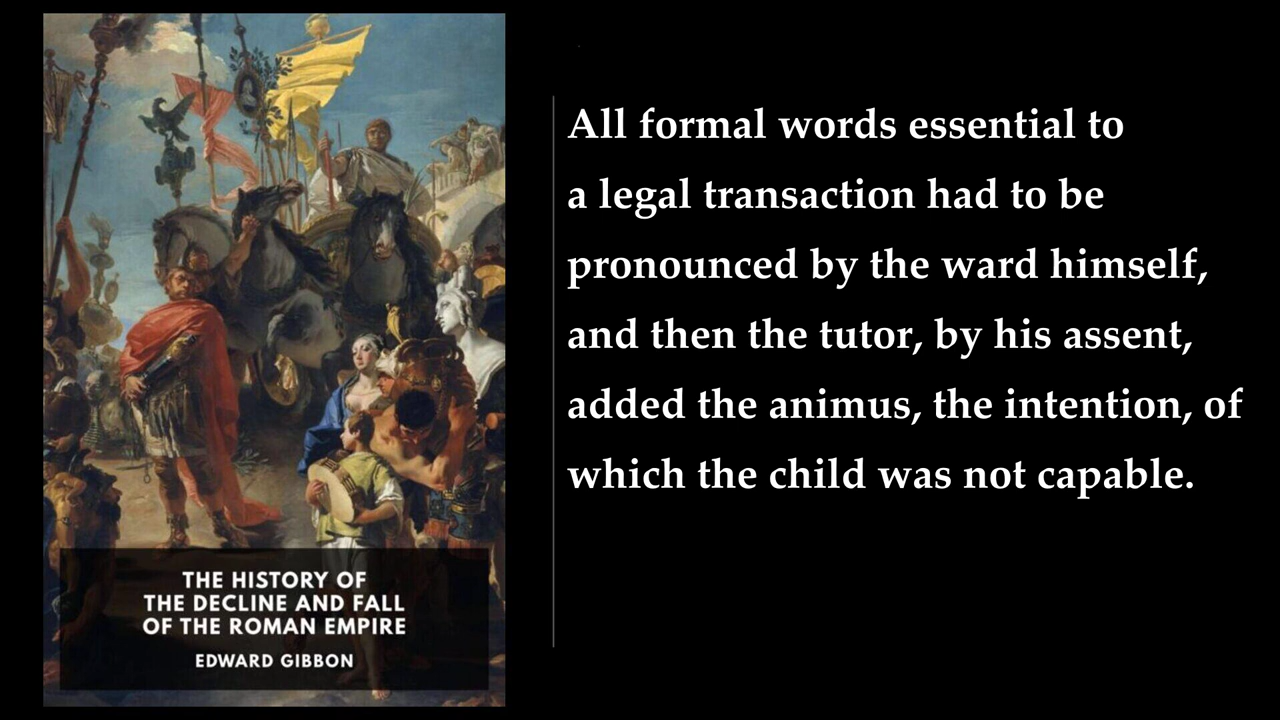 THE HISTORY OF
THE DECLINE AND FALL
OF THE ROMAN EMPIRE
EDWARD GIBBON
All formal words essential to
a legal transaction had to be
pronounced by the ward himself,
and then the tutor, by his assent,
added the animus, the intention, of
which the child was not capable.